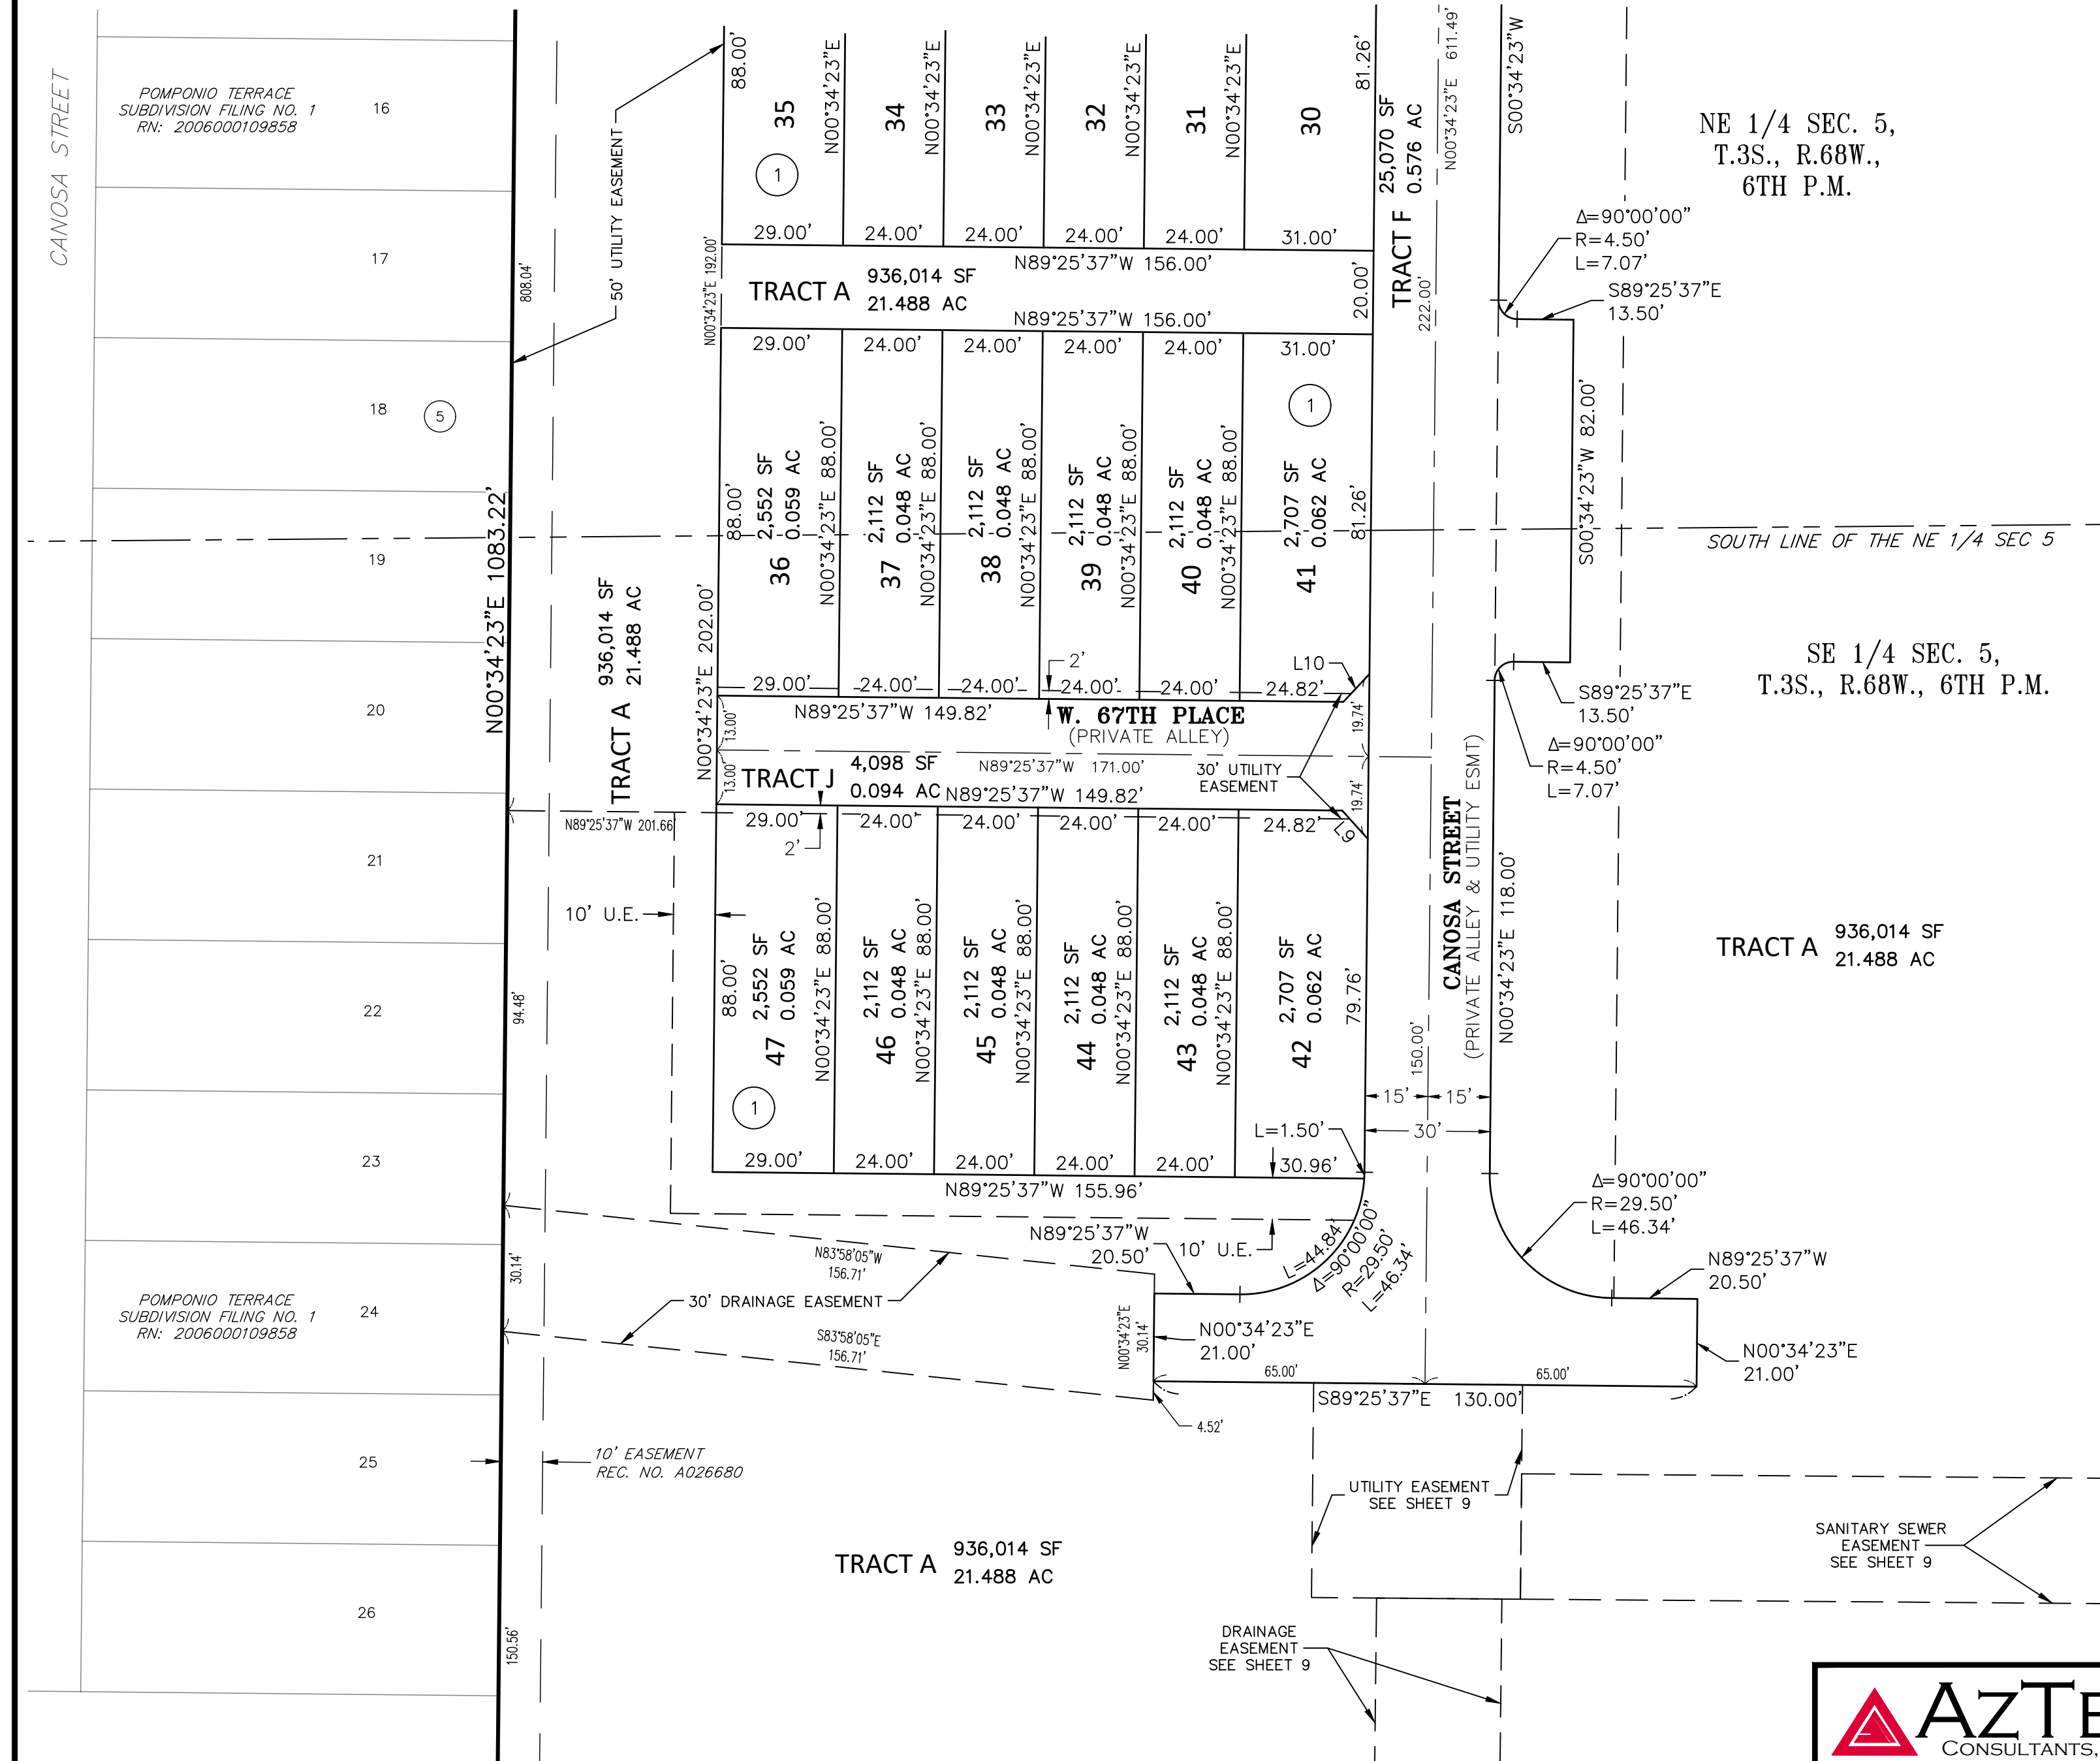 CANOSA STREET
POMPONIO TERRACE
SUBDIVISION FILING NO. 1
RN: 2006000109858
16
17
18
5
19
20
21
22
23
POMPONIO TERRACE
SUBDIVISION FILING NO. 1
RN: 2006000109858
24
25
26
808.04'
N00°34'23"E 1083.22'
94.48'
30.14'
150.56'
50' UTILITY EASEMENT
88.00'
35
1
N00°34'23"E
34
N00°34'23"E
33
N00°34'23"E
32
N00°34'23"E
31
N00°34'23"E
30
81.26'
29.00'
24.00'
24.00'
24.00'
24.00'
31.00'
N89°25'37"W 156.00'
N00°34'23"E 192.00'
TRACT A
936,014 SF
21.488 AC
N89°25'37"W 156.00'
20.00'
TRACT F
25,070 SF
0.576 AC
N00°34'23"E 611.49'
222.00'
S00°34'23"W
NE 1/4 SEC. 5,
T.3S., R.68W.,
6TH P.M.
Δ=90°00'00"
R=4.50'
L=7.07'
S89°25'37"E
13.50'
S00°34'23"W 82.00'
SOUTH LINE OF THE NE 1/4 SEC 5
SE 1/4 SEC. 5,
T.3S., R.68W., 6TH P.M.
S89°25'37"E
13.50'
Δ=90°00'00"
R=4.50'
L=7.07'
29.00'
24.00'
24.00'
24.00'
24.00'
31.00'
1
88.00'
36
2,552 SF
0.059 AC
N00°34'23"E 88.00'
37
2,112 SF
0.048 AC
N00°34'23"E 88.00'
38
2,112 SF
0.048 AC
N00°34'23"E 88.00'
39
2,112 SF
0.048 AC
N00°34'23"E 88.00'
40
2,112 SF
0.048 AC
N00°34'23"E 88.00'
41
2,707 SF
0.062 AC
81.26'
TRACT A
936,014 SF
21.488 AC
N00°34'23"E 202.00'
29.00'
24.00'
24.00'
24.00'
24.00'
24.82'
2'
L10
N89°25'37"W 149.82'
W. 67TH PLACE
(PRIVATE ALLEY)
13.00'
13.00'
19.74'
19.74'
TRACT J
4,098 SF
0.094 AC
N89°25'37"W 171.00'
30' UTILITY
EASEMENT
N89°25'37"W 149.82'
N89°25'37"W 201.66'
29.00'
24.00'
24.00'
24.00'
24.00'
24.82'
L9
2'
10' U.E.
88.00'
47
2,552 SF
0.059 AC
N00°34'23"E 88.00'
46
2,112 SF
0.048 AC
N00°34'23"E 88.00'
45
2,112 SF
0.048 AC
N00°34'23"E 88.00'
44
2,112 SF
0.048 AC
N00°34'23"E 88.00'
43
2,112 SF
0.048 AC
N00°34'23"E 88.00'
42
2,707 SF
0.062 AC
79.76'
1
CANOSA STREET
(PRIVATE ALLEY & UTILITY ESMT)
N00°34'23"E 118.00'
150.00'
15'
15'
30'
TRACT A
936,014 SF
21.488 AC
L=1.50'
29.00'
24.00'
24.00'
24.00'
24.00'
30.96'
N89°25'37"W 155.96'
N89°25'37"W
20.50'
10' U.E.
L=44.84'
Δ=90°00'00"
R=29.50'
L=46.34'
Δ=90°00'00"
R=29.50'
L=46.34'
N89°25'37"W
20.50'
N83°58'05"W
156.71'
30' DRAINAGE EASEMENT
S83°58'05"E
156.71'
N00°34'23"E
30.14'
N00°34'23"E
21.00'
65.00'
65.00'
N00°34'23"E
21.00'
S89°25'37"E 130.00'
4.52'
10' EASEMENT
REC. NO. A026680
UTILITY EASEMENT
SEE SHEET 9
SANITARY SEWER
EASEMENT
SEE SHEET 9
TRACT A
936,014 SF
21.488 AC
DRAINAGE
EASEMENT
SEE SHEET 9
AZTE
CONSULTANTS,